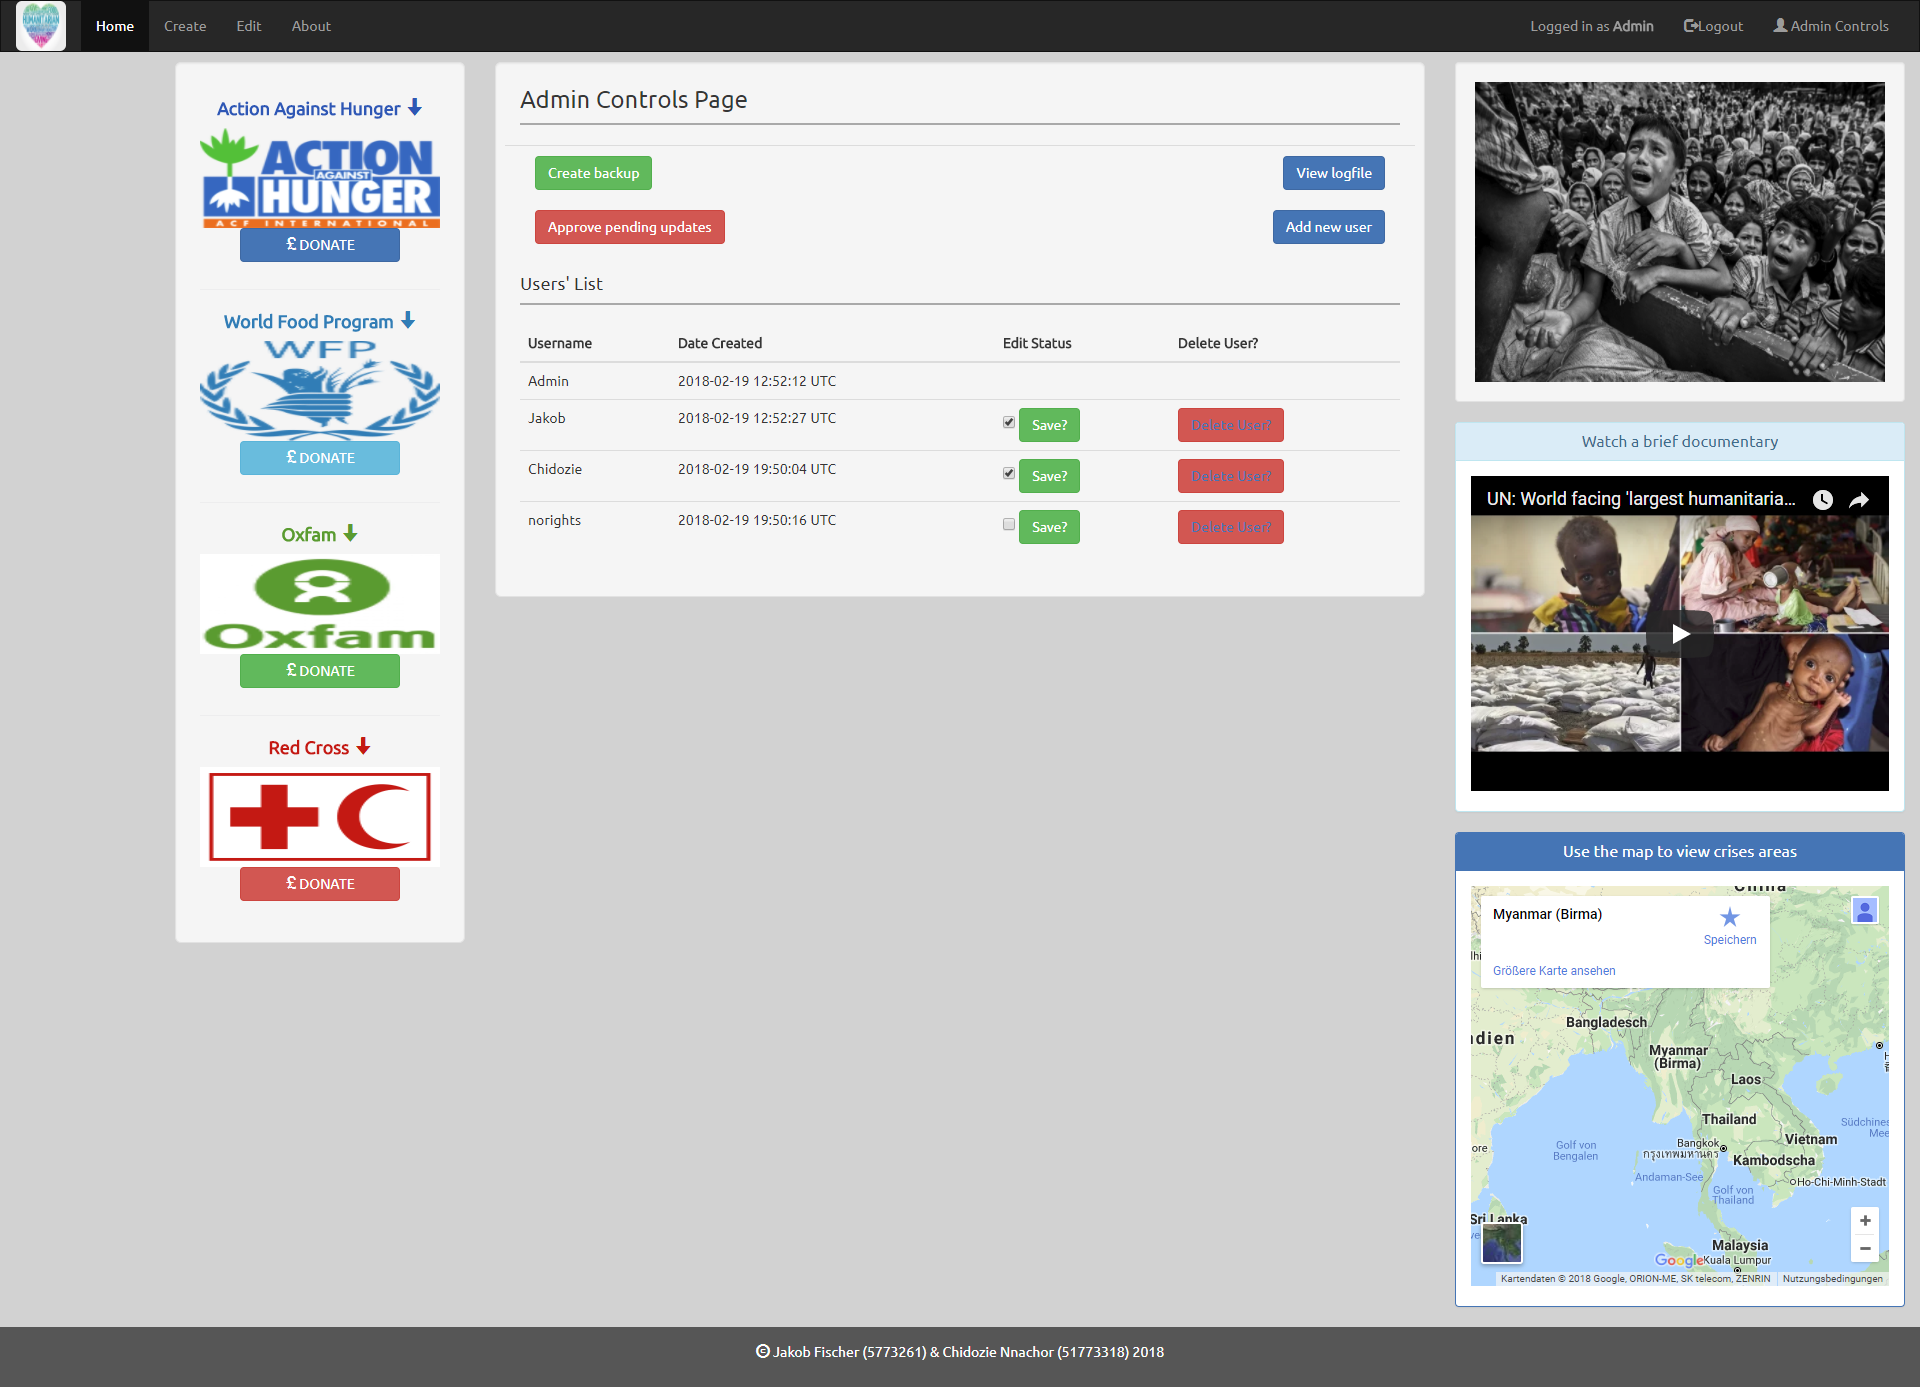 Home Create Edit About Logged in as Admin Logout Admin Controls
Action Against Hunger
ACTION
AGAINST
HUNGER
ACF INTERNATIONAL
£ DONATE
World Food Program
WFP
£ DONATE
Oxfam
Oxfam
£ DONATE
Red Cross
£ DONATE
Admin Controls Page
Create backup View logfile
Approve pending updates Add new user
Users' List
Username Date Created Edit Status Delete User?
Admin 2018-02-19 12:52:12 UTC
Jakob 2018-02-19 12:52:27 UTC Save? Delete User?
Chidozie 2018-02-19 19:50:04 UTC Save? Delete User?
norights 2018-02-19 19:50:16 UTC Save? Delete User?
Watch a brief documentary
UN: World facing 'largest humanitaria...
Use the map to view crises areas
China
Myanmar (Birma)
Speichern
Größere Karte ansehen
Bangladesch
ndien
Myanmar
(Birma)
Laos
Thailand
Südchines
Mee
Vietnam
Golf von
Bengalen
Bangkok
กรุงเทพมหานคร
Kambodscha
Andaman-See
Ho-Chi-Minh-Stadt
Golf von
Thailand
Sri Lanka
Malaysia
Google
Kuala Lumpur
Kartendaten © 2018 Google, ORION-ME, SK telecom, ZENRIN Nutzungsbedingungen
© Jakob Fischer (5773261) & Chidozie Nnachor (51773318) 2018